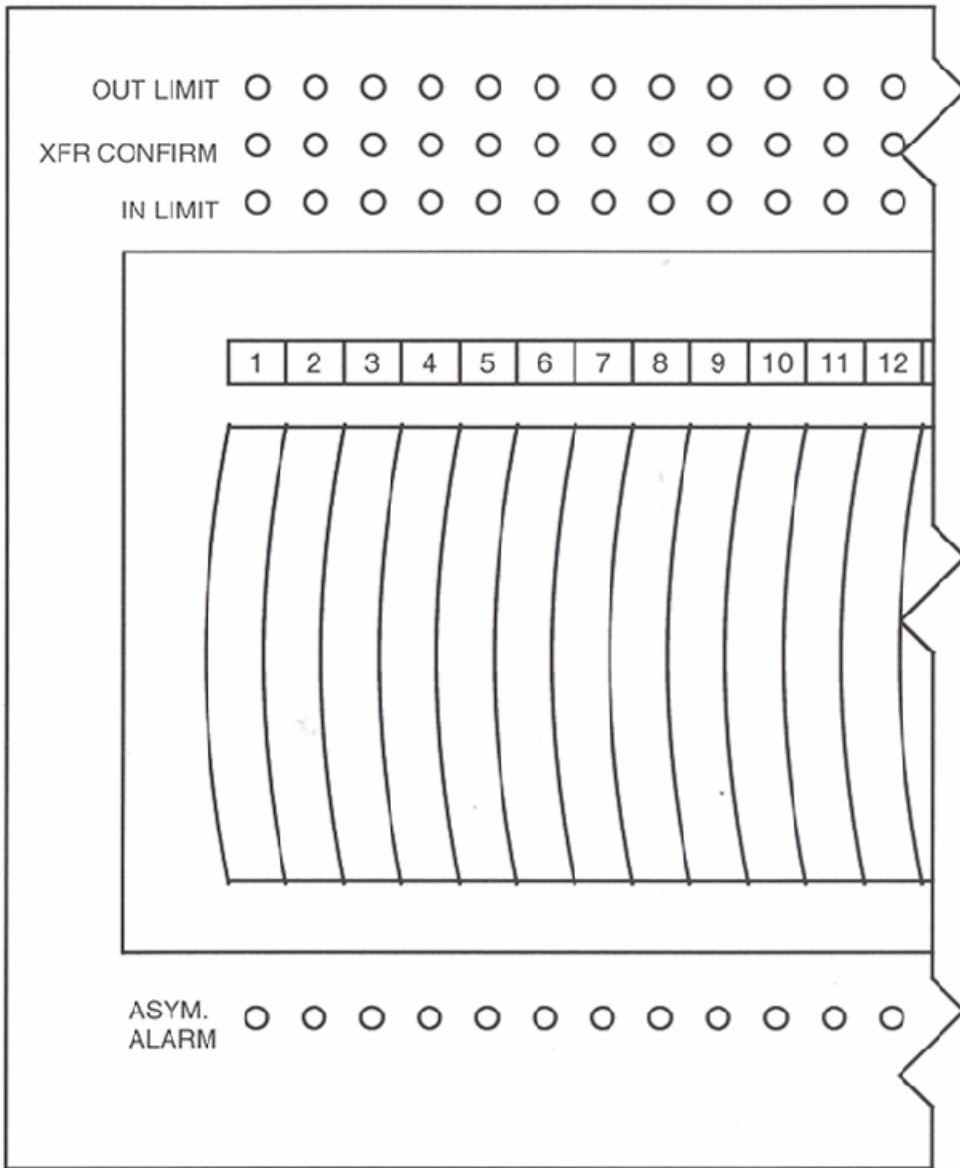 OUT LIMIT
XFR CONFIRM
IN LIMIT
1 2 3 4 5 6 7 8 9 10 11 12
ASYM.
ALARM